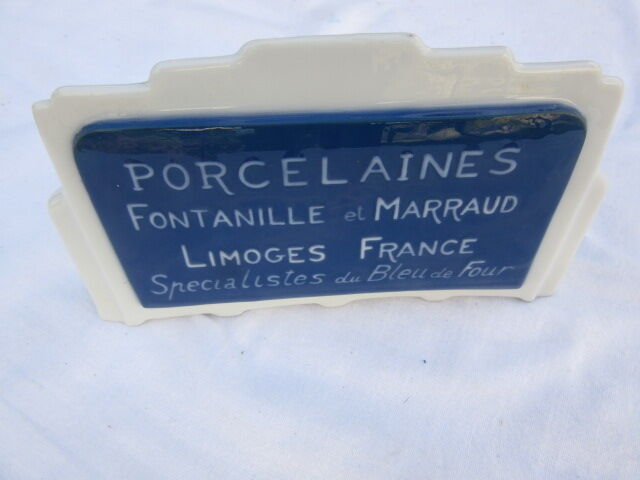 PORCELAINES
FONTANILLE et MARRAUD
LIMOGES FRANCE
Specialistes du Bleu de Four